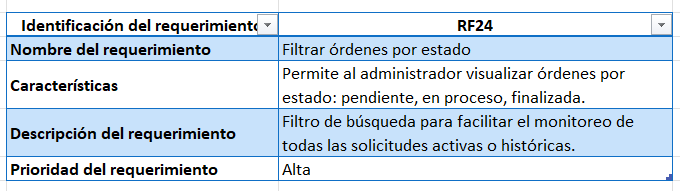 Identificación del requerimiento RF24
Nombre del requerimiento Filtrar órdenes por estado
Características Permite al administrador visualizar órdenes por
estado: pendiente, en proceso, finalizada.
Descripción del requerimiento Filtro de búsqueda para facilitar el monitoreo de
todas las solicitudes activas o históricas.
Prioridad del requerimiento Alta